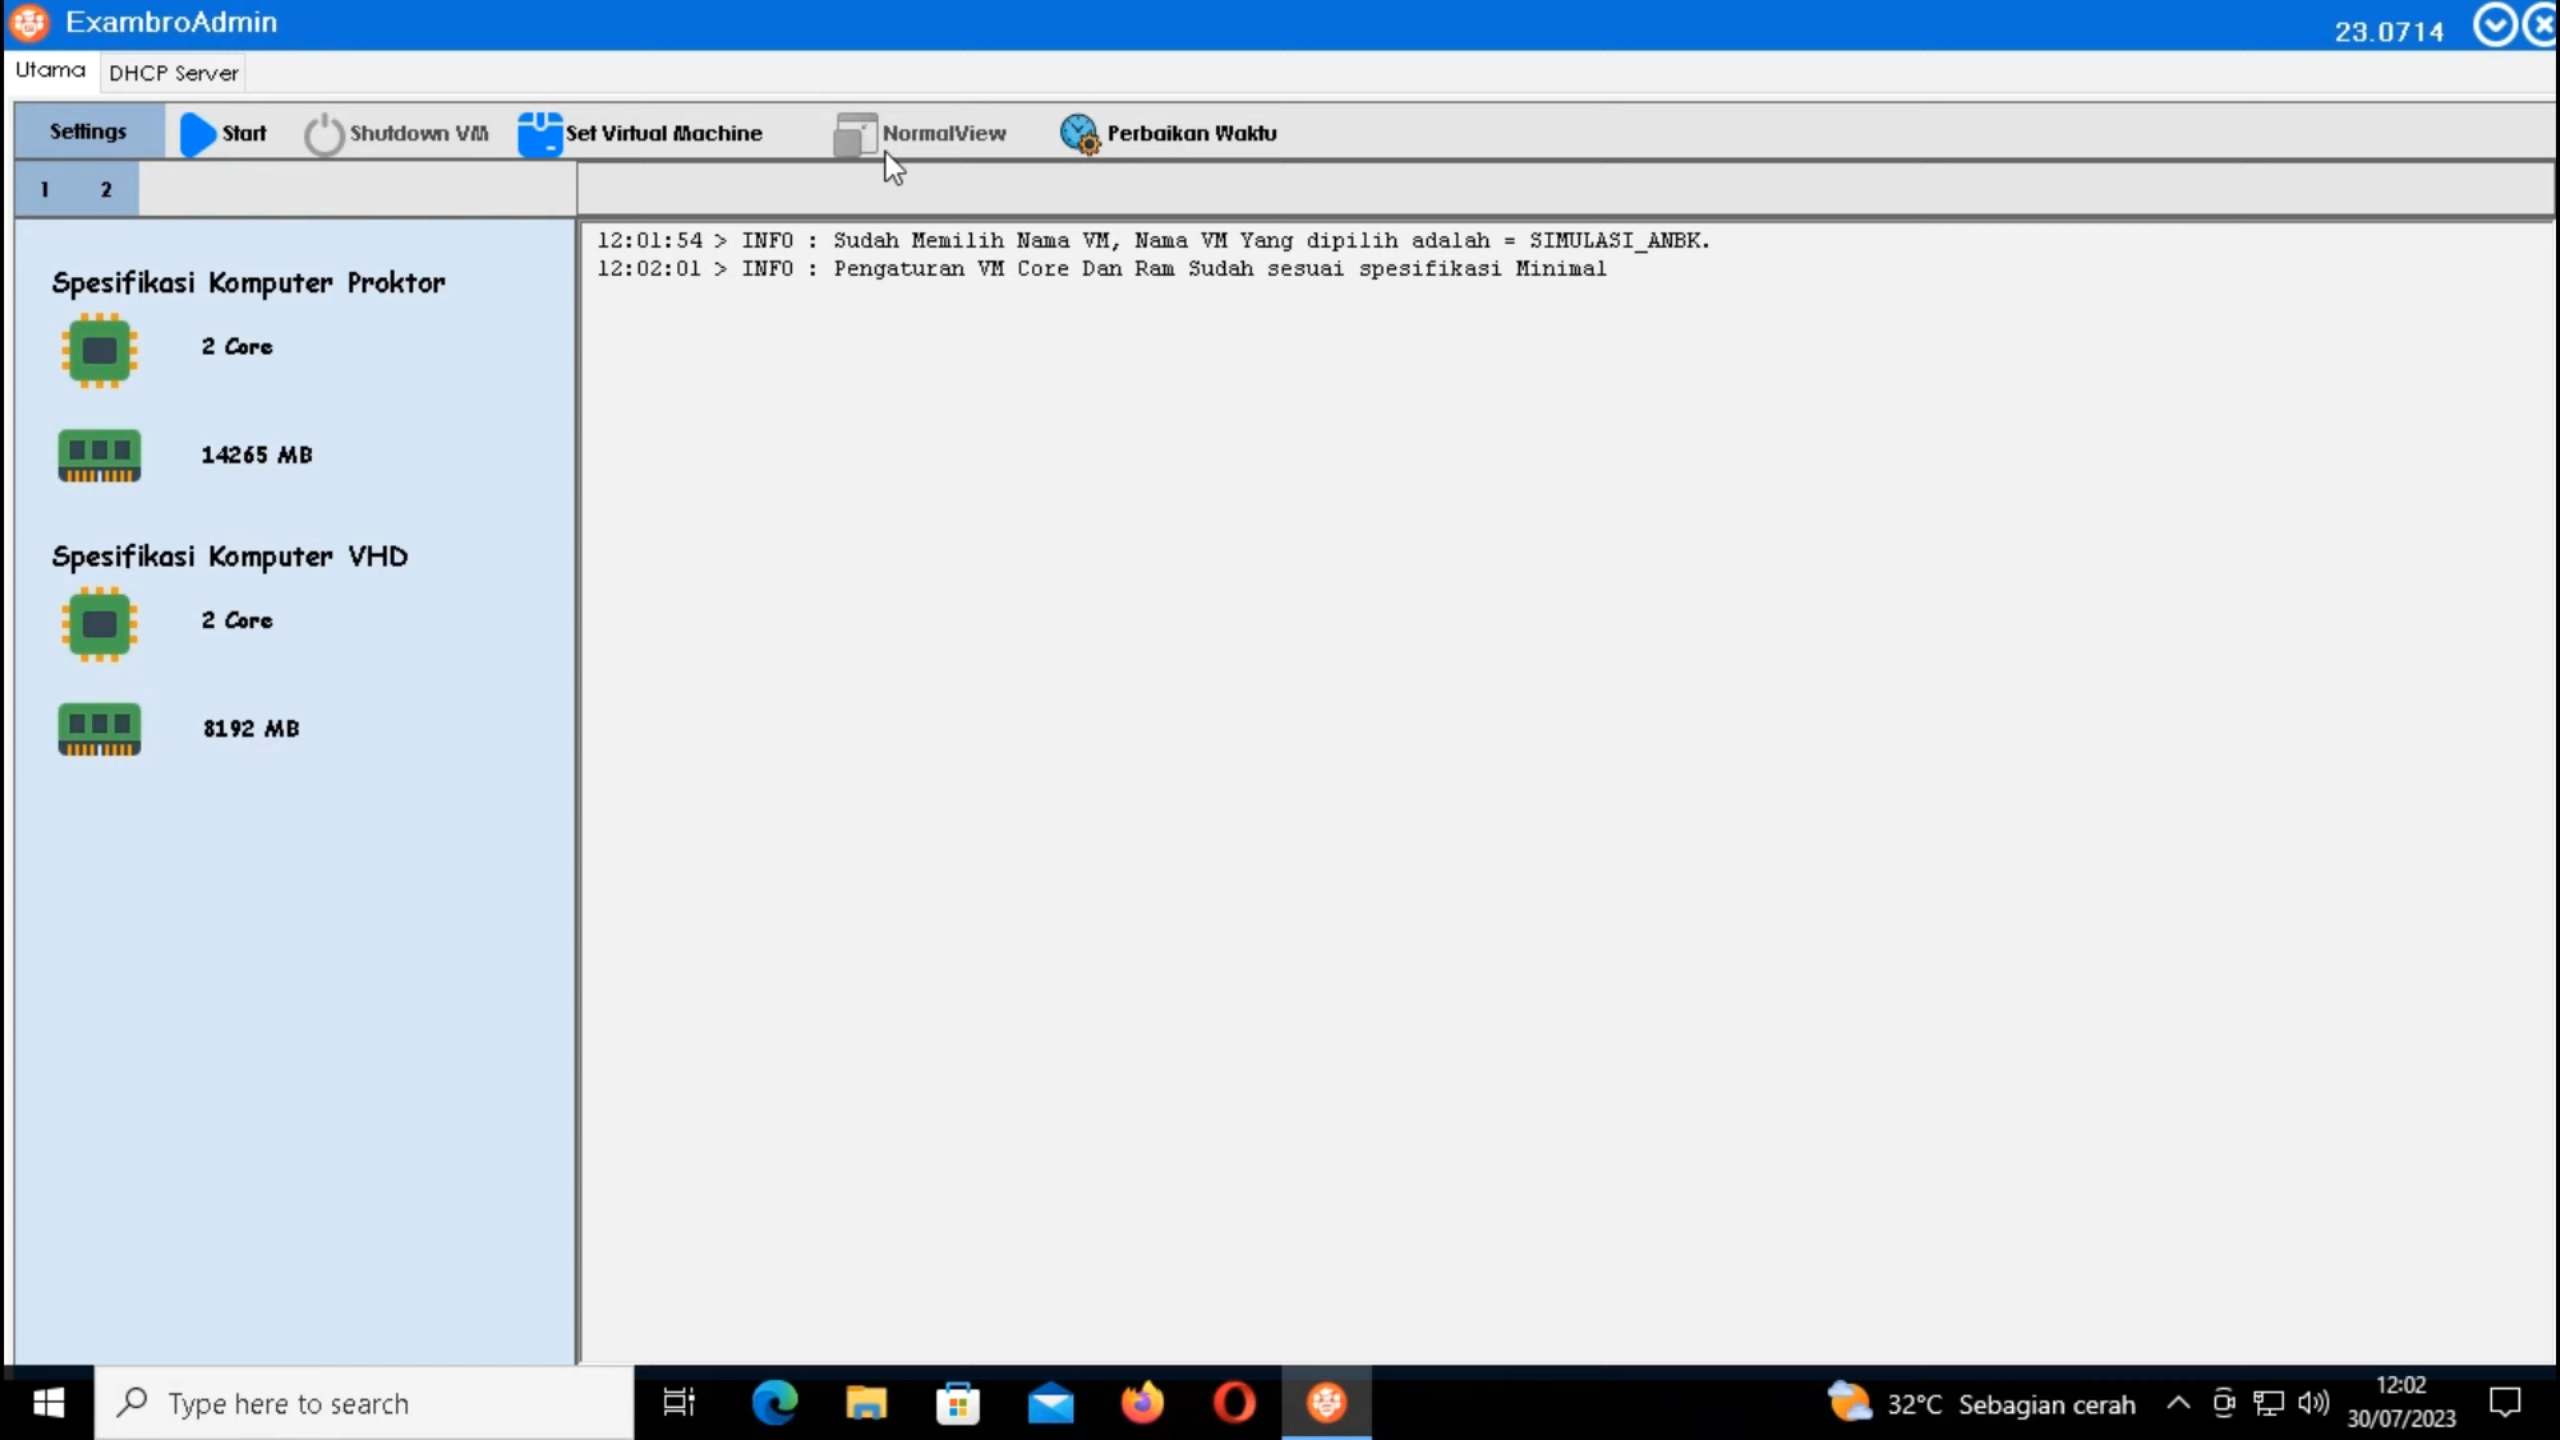 ExambroAdmin
23.0714
Utama DHCP Server
Settings Start Shutdown VM Set Virtual Machine NormalView Perbaikan Waktu
1 2
12:01:54 > INFO : Sudah Memilih Nama VM, Nama VM Yang dipilih adalah = SIMULASI_ANBK.
12:02:01 > INFO : Pengaturan VM Core Dan Ram Sudah sesuai spesifikasi Minimal
Spesifikasi Komputer Proktor
2 Core
14265 MB
Spesifikasi Komputer VHD
2 Core
8192 MB
Type here to search
32°C Sebagian cerah
12:02
30/07/2023